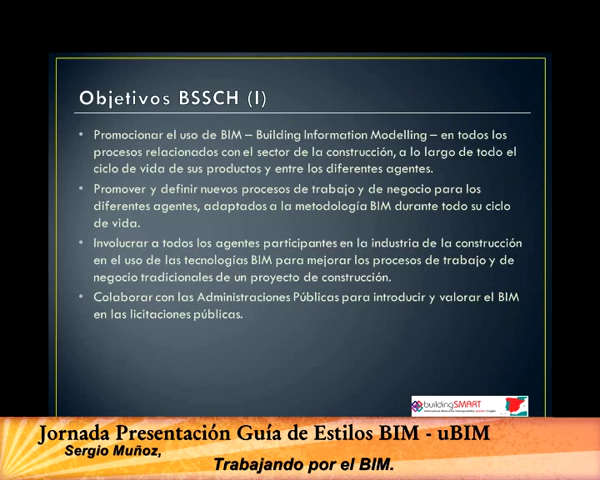 Objetivos BSSCH (I)
• Promocionar el uso de BIM – Building Information Modelling – en todos los
procesos relacionados con el sector de la construcción, a lo largo de todo el
ciclo de vida de sus productos y entre los diferentes agentes.
• Promover y definir nuevos procesos de trabajo y de negocio para los
diferentes agentes, adaptados a la metodología BIM durante todo su ciclo
de vida.
• Involucrar a todos los agentes participantes en la industria de la construcción
en el uso de las tecnologías BIM para mejorar los procesos de trabajo y de
negocio tradicionales de un proyecto de construcción.
• Colaborar con las Administraciones Públicas para introducir y valorar el BIM
en las licitaciones públicas.
buildingSMART
Jornada Presentación Guía de Estilos BIM - uBIM
Sergio Muñoz,
Trabajando por el BIM.